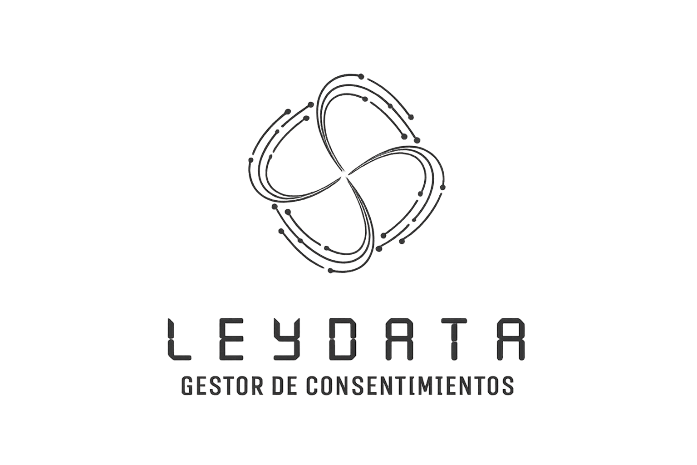 LEYDATA
GESTOR DE CONSENTIMIENTOS